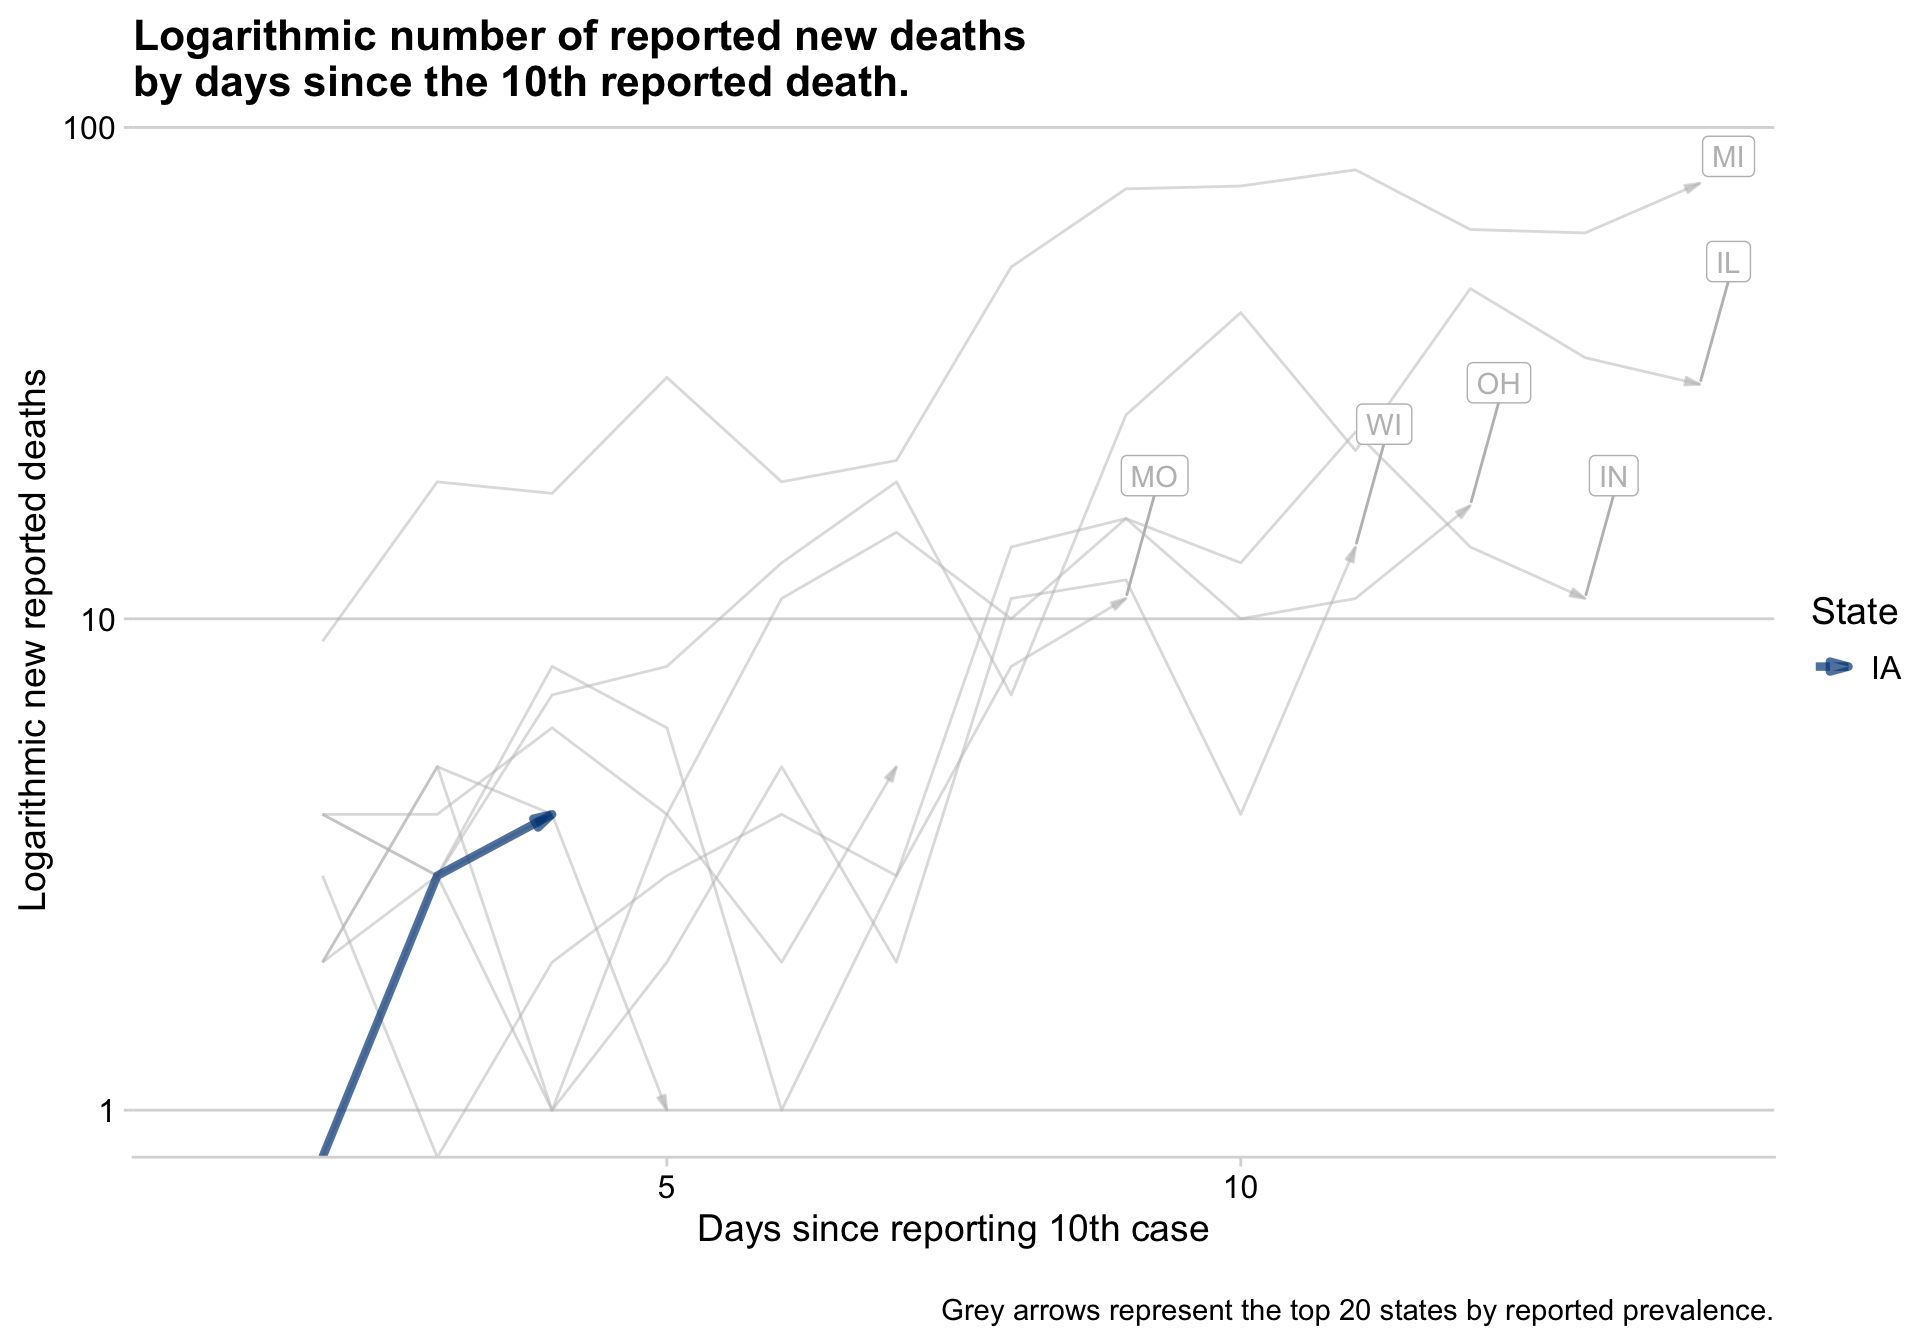 Logarithmic number of reported new deaths
by days since the 10th reported death.
100
MI
IL
OH
WI
MO
IN
10
1
Logarithmic new reported deaths
State
IA
5
10
Days since reporting 10th case
Grey arrows represent the top 20 states by reported prevalence.